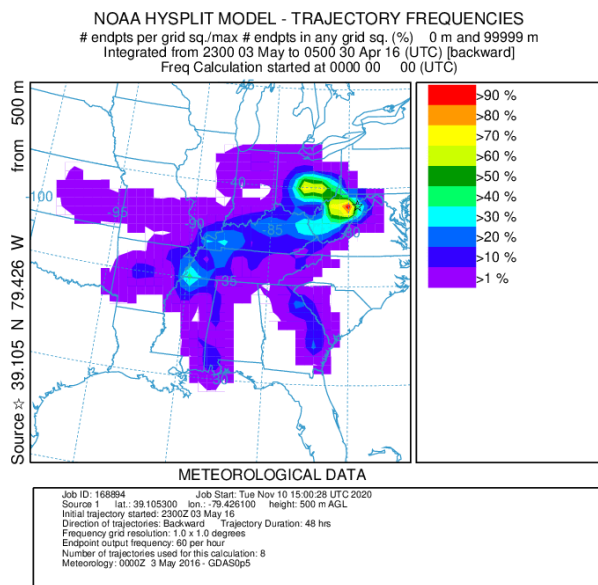 NOAA HYSPLIT MODEL - TRAJECTORY FREQUENCIES
# endpts per grid sq./max # endpts in any grid sq. (%) 0 m and 99999 m
Integrated from 2300 03 May to 0500 30 Apr 16 (UTC) [backward]
Freq Calculation started at 0000 00 00 (UTC)
Source ☆ 39.105 N 79.426 W from 500 m
45
-100
-95
-90
-85
-80
40
35
30
>90 %
>80 %
>70 %
>60 %
>50 %
>40 %
>30 %
>20 %
>10 %
>1 %
METEOROLOGICAL DATA
Job ID: 168894 Job Start: Tue Nov 10 15:00:28 UTC 2020
Source 1 lat.: 39.105300 lon.: -79.426100 height: 500 m AGL
Initial trajectory started: 2300Z 03 May 16
Direction of trajectories: Backward Trajectory Duration: 48 hrs
Frequency grid resolution: 1.0 x 1.0 degrees
Endpoint output frequency: 60 per hour
Number of trajectories used for this calculation: 8
Meteorology: 0000Z 3 May 2016 - GDAS0p5